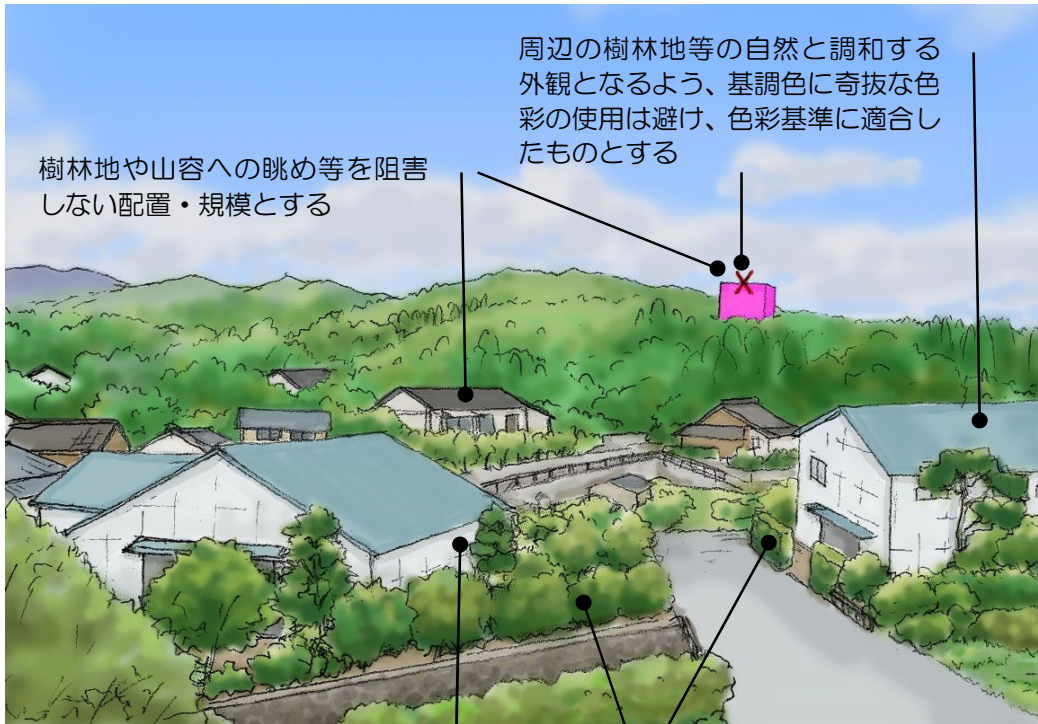 周辺の樹林地等の自然と調和する
外観となるよう、基調色に奇抜な色
彩の使用は避け、色彩基準に適合し
たものとする
樹林地や山容への眺め等を阻害
しない配置・規模とする